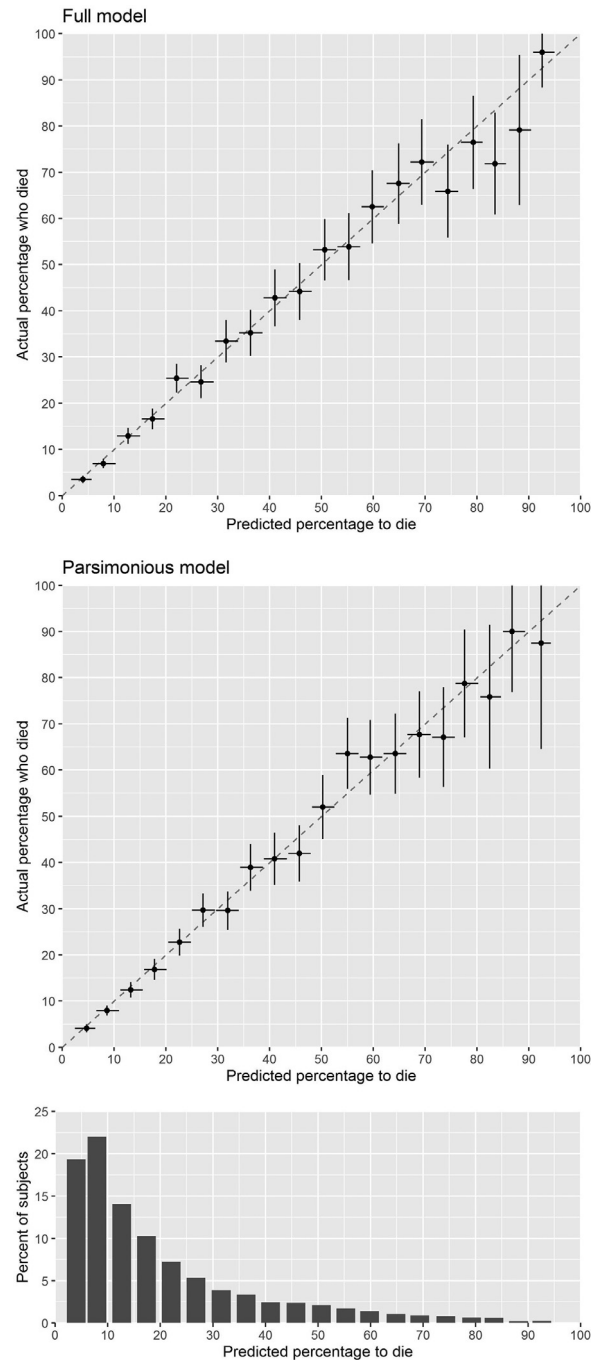 Full model
Actual percentage who died
100
90
80
70
60
50
40
30
20
10
0
0 10 20 30 40 50 60 70 80 90 100
Predicted percentage to die
Parsimonious model
Actual percentage who died
100
90
80
70
60
50
40
30
20
10
0
0 10 20 30 40 50 60 70 80 90 100
Predicted percentage to die
Percent of subjects
25
20
15
10
5
0
0 10 20 30 40 50 60 70 80 90 100
Predicted percentage to die